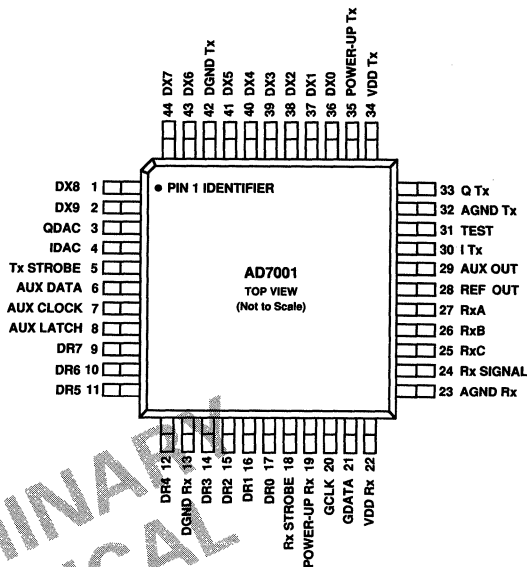 44 DX7
43 DX6
42 DGND Tx
41 DX5
40 DX4
39 DX3
38 DX2
37 DX1
36 DX0
35 POWER-UP Tx
34 VDD Tx
DX8 1
DX9 2
QDAC 3
IDAC 4
Tx STROBE 5
AUX DATA 6
AUX CLOCK 7
AUX LATCH 8
DR7 9
DR6 10
DR5 11
PIN 1 IDENTIFIER
AD7001
TOP VIEW
(Not to Scale)
33 Q Tx
32 AGND Tx
31 TEST
30 I Tx
29 AUX OUT
28 REF OUT
27 RxA
26 RxB
25 RxC
24 Rx SIGNAL
23 AGND Rx
DR4 12
DGND Rx 13
DR3 14
DR2 15
DR1 16
DR0 17
Rx STROBE 18
POWER-UP Rx 19
GCLK 20
GDATA 21
VDD Rx 22